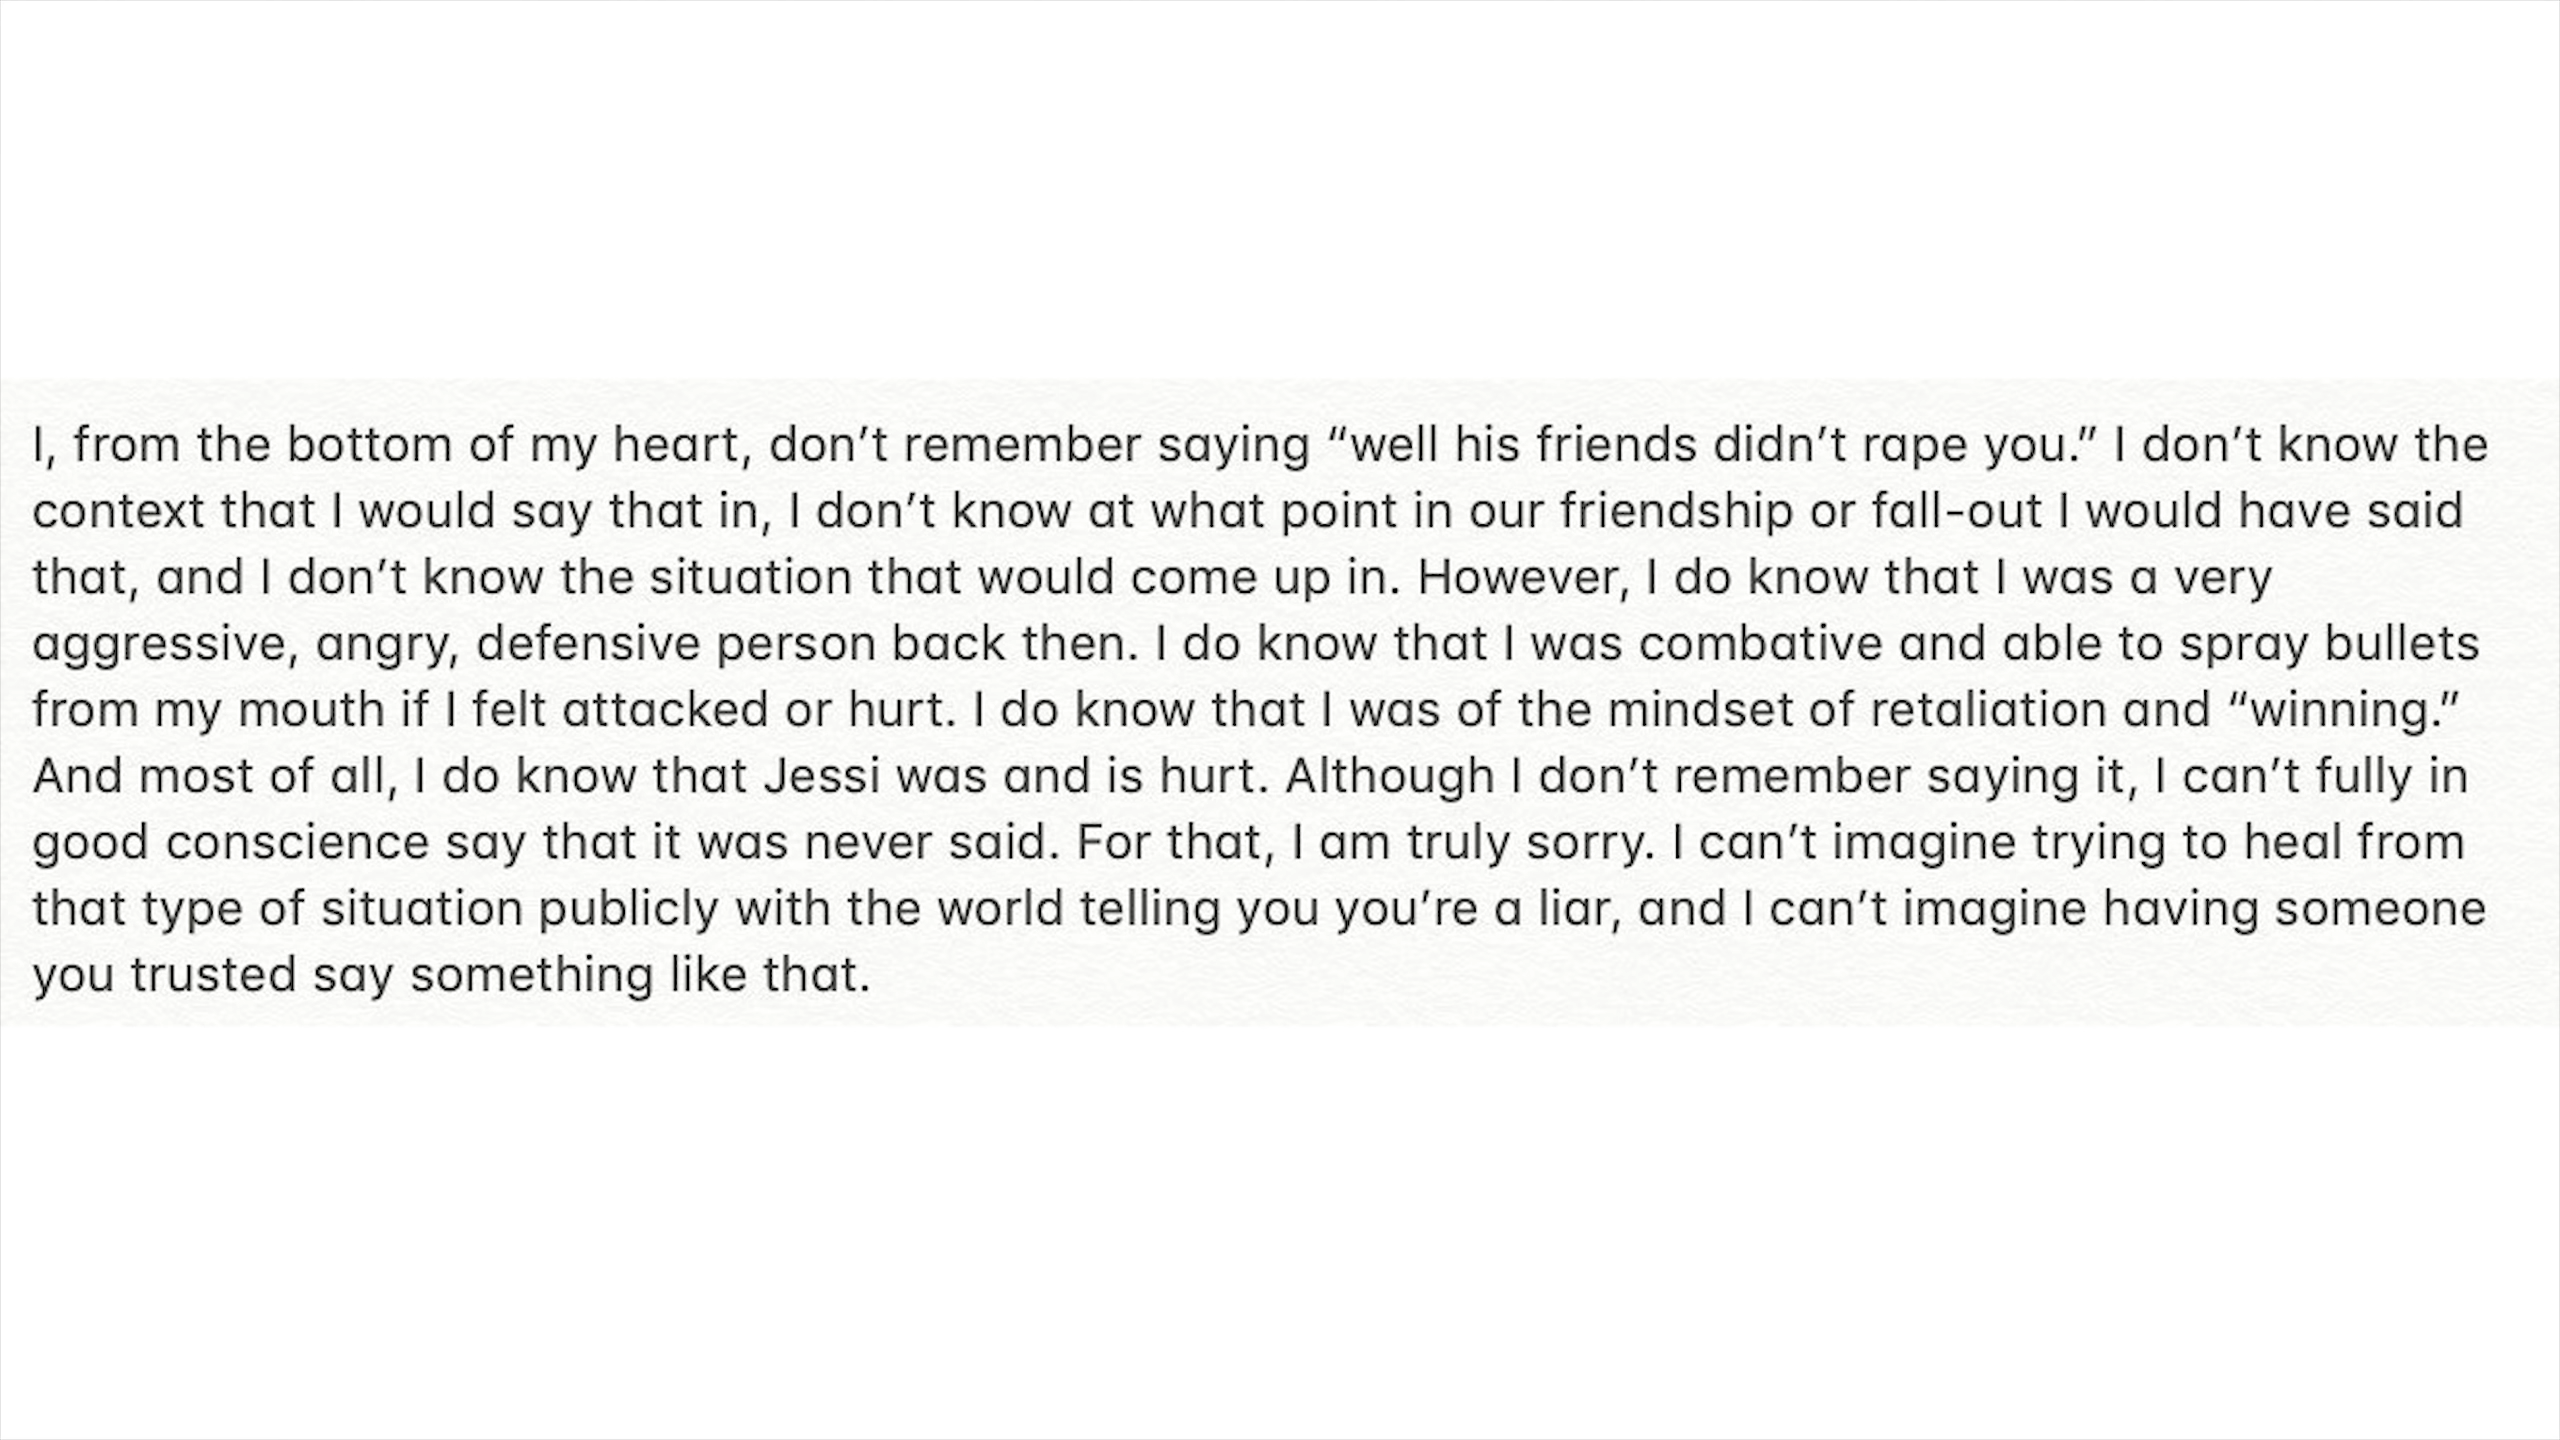 I, from the bottom of my heart, don’t remember saying “well his friends didn’t rape you.” I don’t know the
context that I would say that in, I don’t know at what point in our friendship or fall-out I would have said
that, and I don’t know the situation that would come up in. However, I do know that I was a very
aggressive, angry, defensive person back then. I do know that I was combative and able to spray bullets
from my mouth if I felt attacked or hurt. I do know that I was of the mindset of retaliation and “winning.”
And most of all, I do know that Jessi was and is hurt. Although I don’t remember saying it, I can’t fully in
good conscience say that it was never said. For that, I am truly sorry. I can’t imagine trying to heal from
that type of situation publicly with the world telling you you’re a liar, and I can’t imagine having someone
you trusted say something like that.